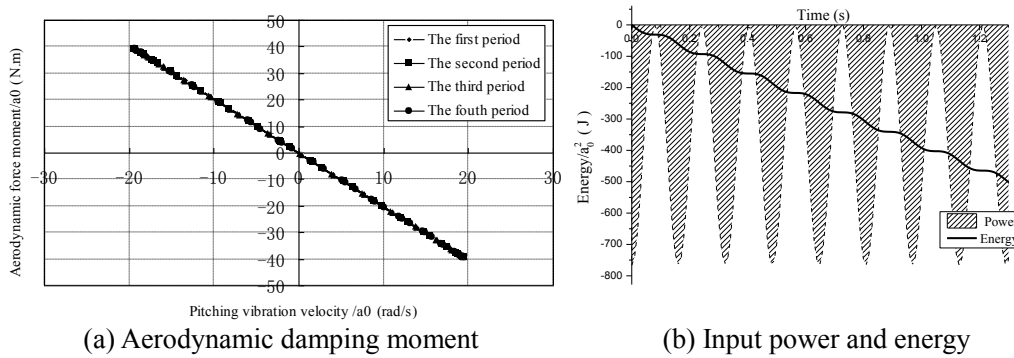 Aerodynamic force moment/a0 ( N.m)
50
40
30
20
10
0
-10
-20
-30
-40
-50
-30
-20
-10
0
10
20
30
The first period
The second period
The third period
The fouth period
Pitching vibration velocity /a0 (rad/s)
(a) Aerodynamic damping moment
Time (s)
0.0
0.2
0.4
0.6
0.8
1.0
1.2
Energy/a₀² ( J )
0
-100
-200
-300
-400
-500
-600
-700
-800
Power
Energy
(b) Input power and energy